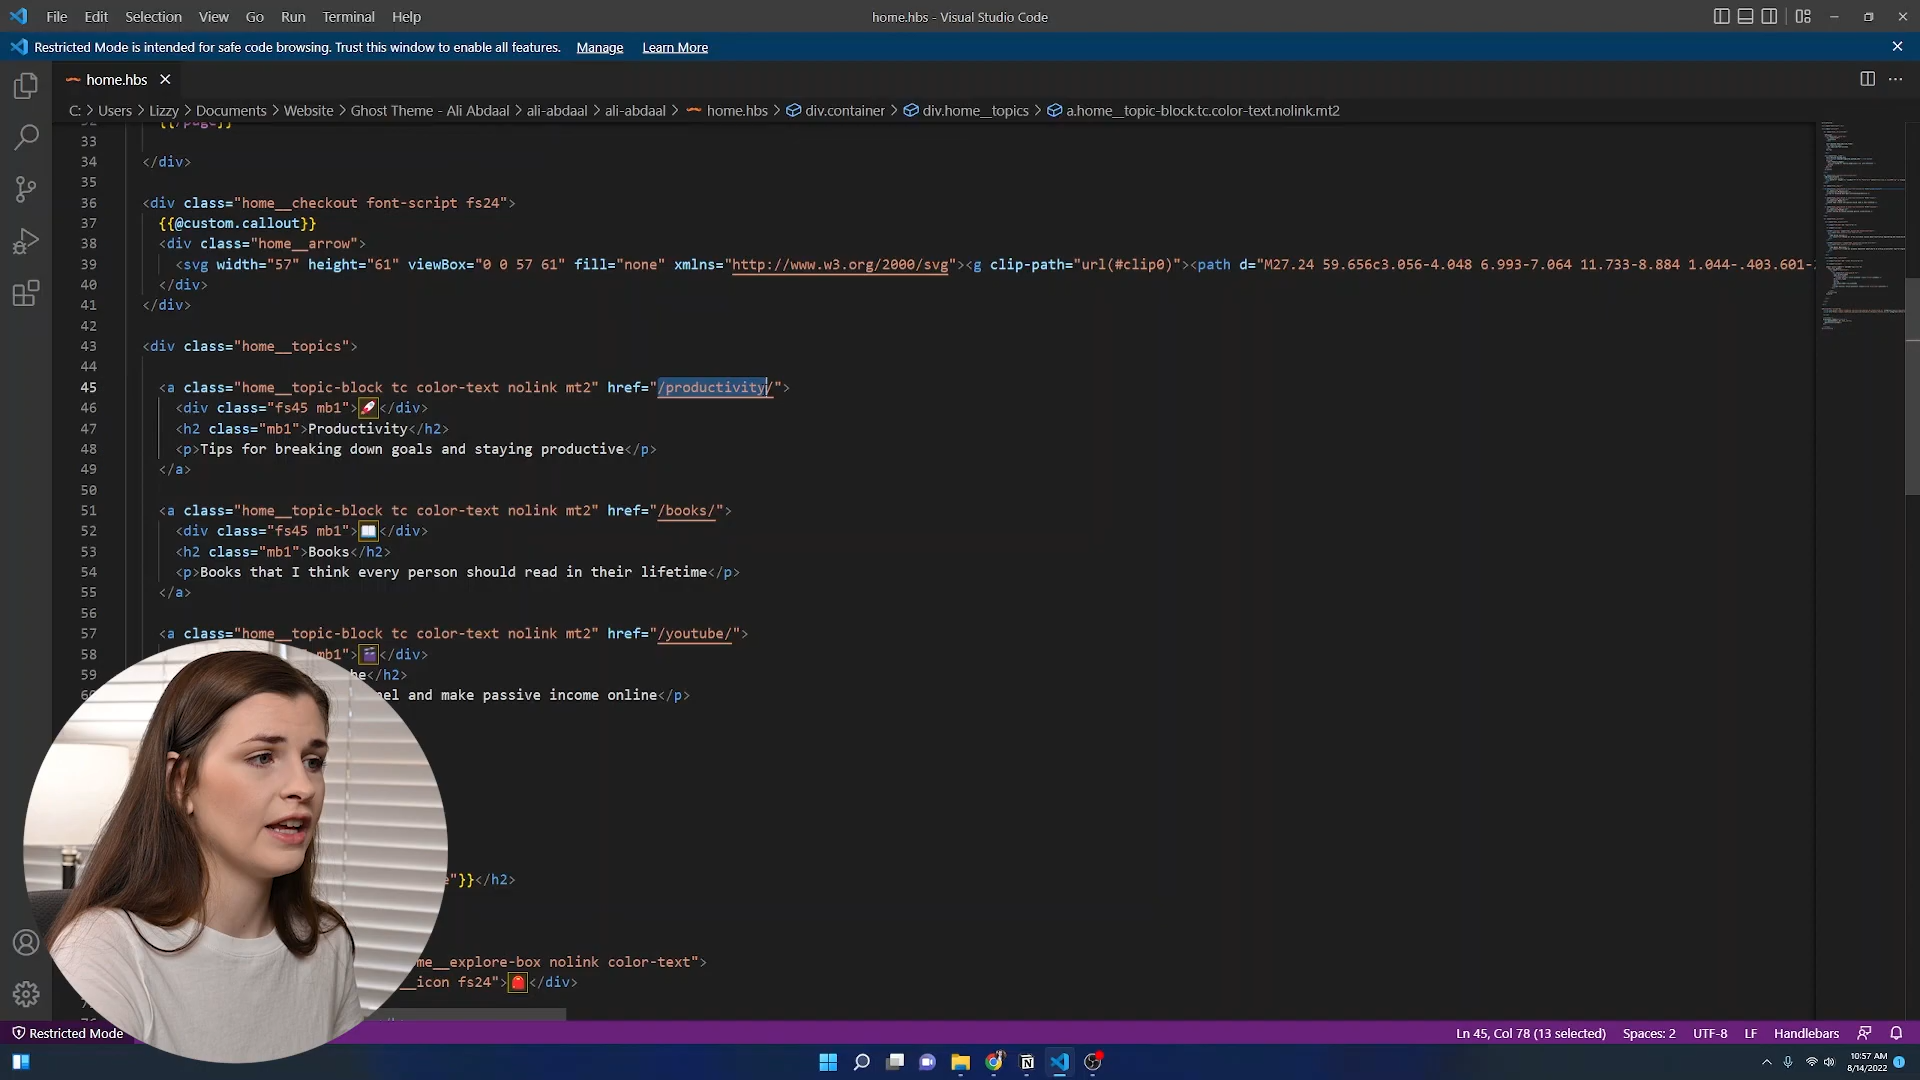 File Edit Selection View Go Run Terminal Help
home.hbs - Visual Studio Code
Restricted Mode is intended for safe code browsing. Trust this window to enable all features. Manage Learn More
home.hbs
C: > Users > Lizzy > Documents > Website > Ghost Theme - Ali Abdaal > ali-abdaal > ali-abdaal > home.hbs > div.container > div.home__topics > a.home__topic-block.tc.color-text.nolink.mt2
33
34 </div>
35
36 <div class="home__checkout font-script fs24">
37 {{@custom.callout}}
38 <div class="home__arrow">
39 <svg width="57" height="61" viewBox="0 0 57 61" fill="none" xmlns="http://www.w3.org/2000/svg"><g clip-path="url(#clip0)"><path d="M27.24 59.656c3.056-4.048 6.993-7.064 11.733-8.884 1.044-.403.601-
40 </div>
41 </div>
42
43 <div class="home__topics">
44
45 <a class="home__topic-block tc color-text nolink mt2" href="/productivity/">
46 <div class="fs45 mb1">🚀</div>
47 <h2 class="mb1">Productivity</h2>
48 <p>Tips for breaking down goals and staying productive</p>
49 </a>
50
51 <a class="home__topic-block tc color-text nolink mt2" href="/books/">
52 <div class="fs45 mb1">📖</div>
53 <h2 class="mb1">Books</h2>
54 <p>Books that I think every person should read in their lifetime</p>
55 </a>
56
57 <a class="home__topic-block tc color-text nolink mt2" href="/youtube/">
58 mb1">🎬</div>
59 be</h2>
nel and make passive income online</p>
e"}}</h2>
me__explore-box nolink color-text">
__icon fs24">🎒</div>
Restricted Mode
Ln 45, Col 78 (13 selected) Spaces: 2 UTF-8 LF Handlebars
10:57 AM
8/14/2022